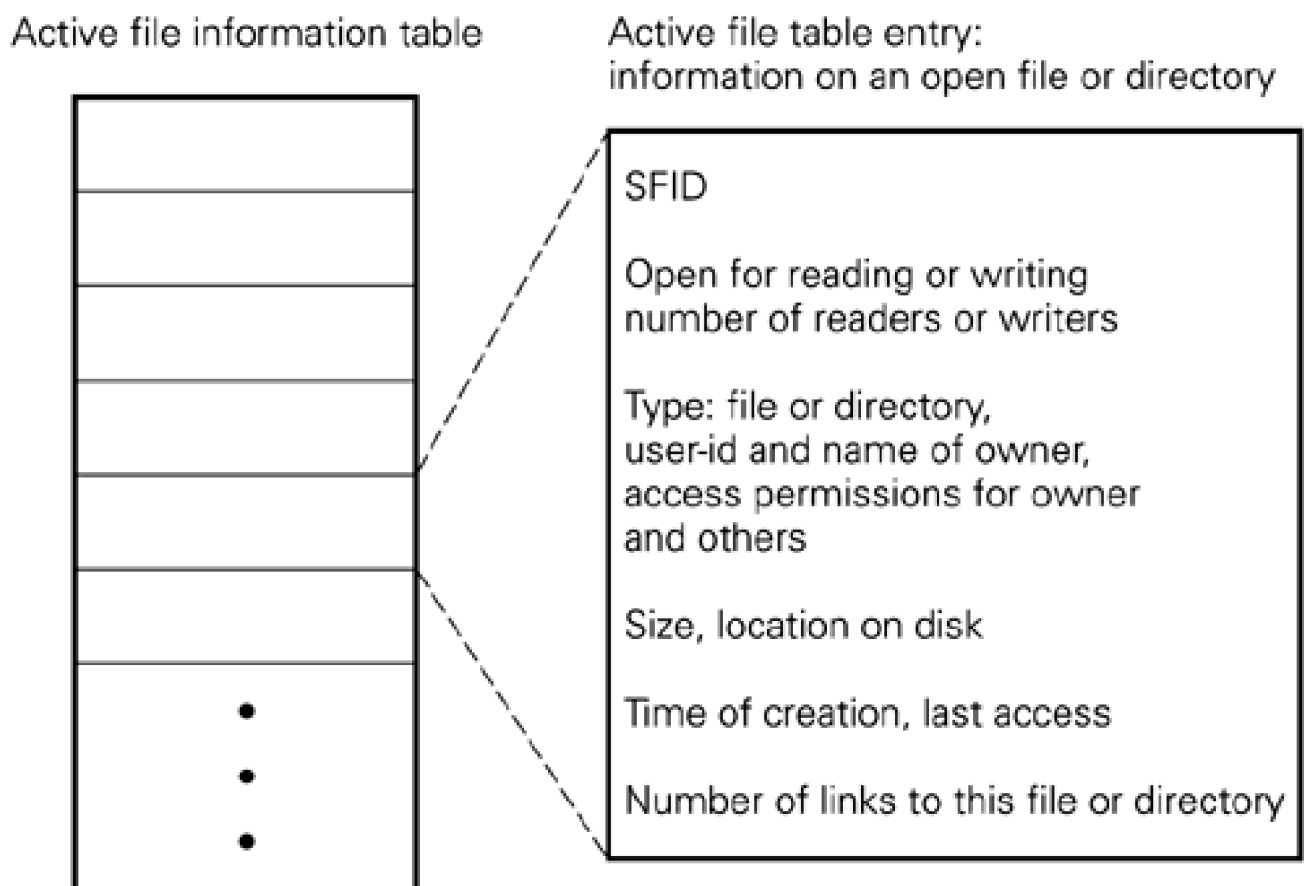 Active file information table
Active file table entry:
information on an open file or directory
SFID
Open for reading or writing
number of readers or writers
Type: file or directory,
user-id and name of owner,
access permissions for owner
and others
Size, location on disk
Time of creation, last access
Number of links to this file or directory